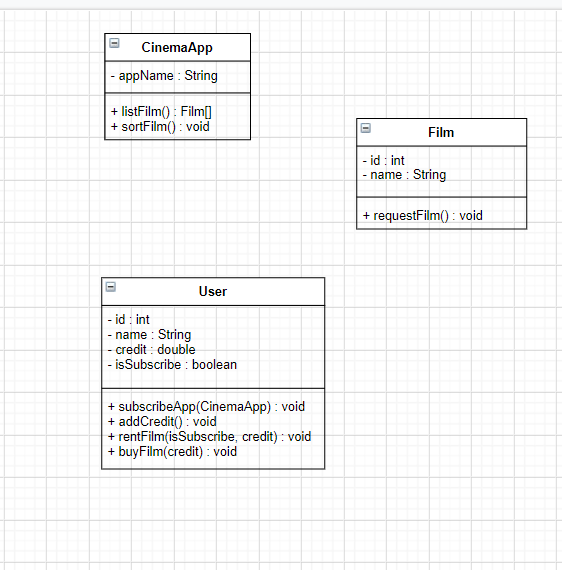 CinemaApp
- appName : String
+ listFilm() : Film[]
+ sortFilm() : void
Film
- id : int
- name : String
+ requestFilm() : void
User
- id : int
- name : String
- credit : double
- isSubscribe : boolean
+ subscribeApp(CinemaApp) : void
+ addCredit() : void
+ rentFilm(isSubscribe, credit) : void
+ buyFilm(credit) : void